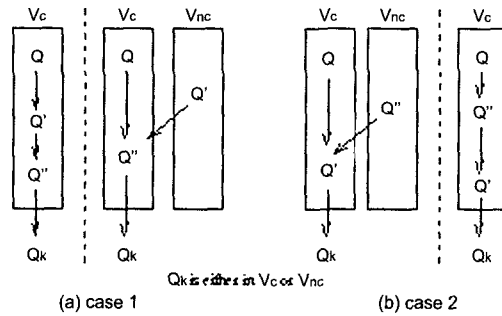 Vc Vc Vnc Vc Vnc Vc
Q Q Q Q
Q' Q'' Q''
Q'
Q'' Q'' Q' Q'
Qk Qk Qk Qk
Qk is either in Vc or Vnc
(a) case 1 (b) case 2